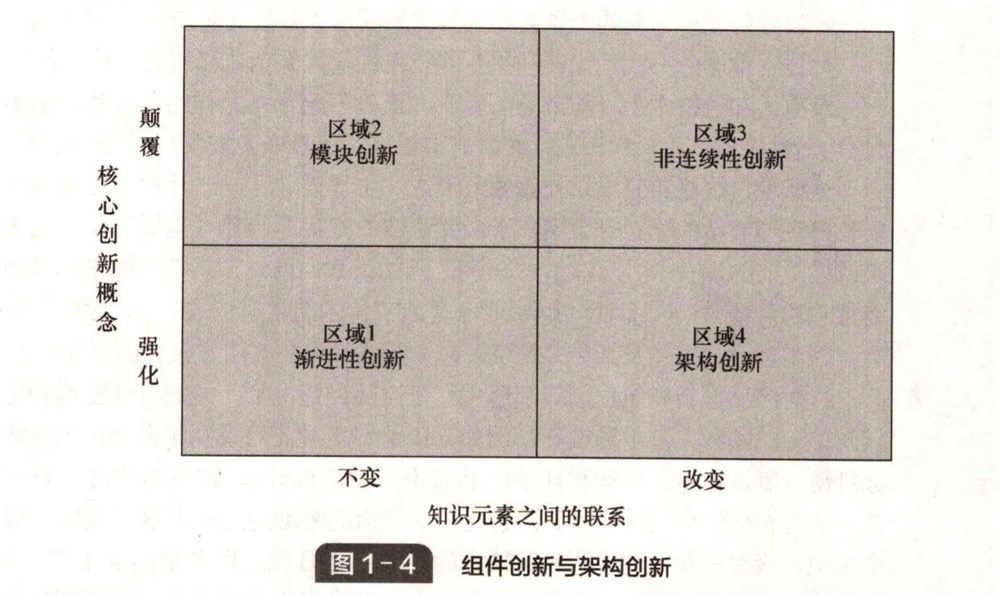 颠覆
区域2
模块创新
区域3
非连续性创新
核心创新概念
强化
区域1
渐进性创新
区域4
架构创新
不变
改变
知识元素之间的联系
图1-4 组件创新与架构创新